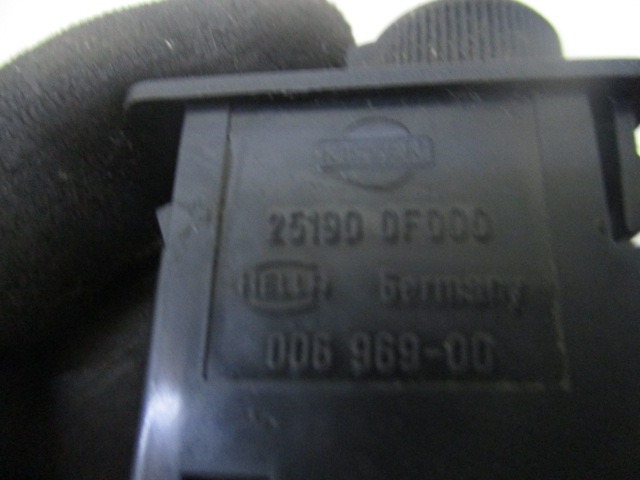 NISSAN
25190 0F000
HELLA Germany
006 969-00